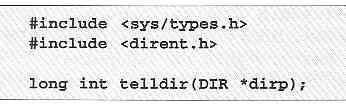 #include <sys/types.h>
#include <dirent.h>
long int telldir(DIR *dirp);